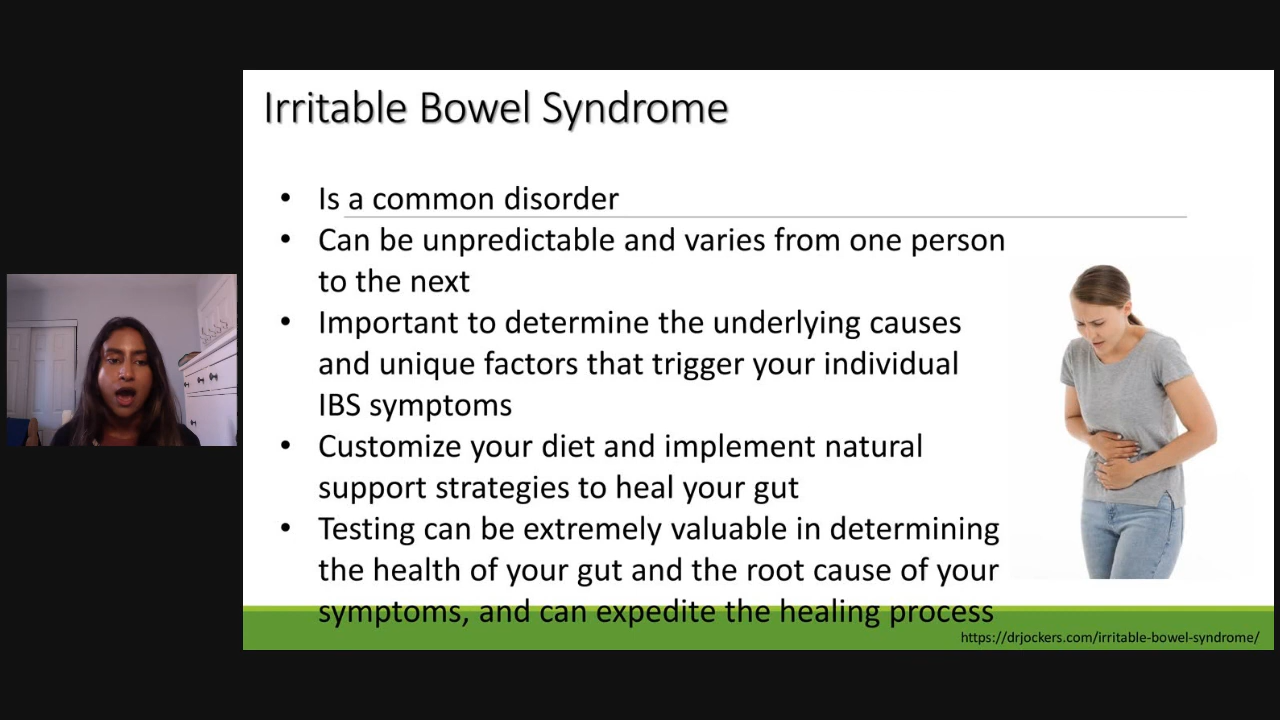 Irritable Bowel Syndrome
• Is a common disorder
• Can be unpredictable and varies from one person
to the next
• Important to determine the underlying causes
and unique factors that trigger your individual
IBS symptoms
• Customize your diet and implement natural
support strategies to heal your gut
• Testing can be extremely valuable in determining
the health of your gut and the root cause of your
symptoms, and can expedite the healing process
https://drjockers.com/irritable-bowel-syndrome/